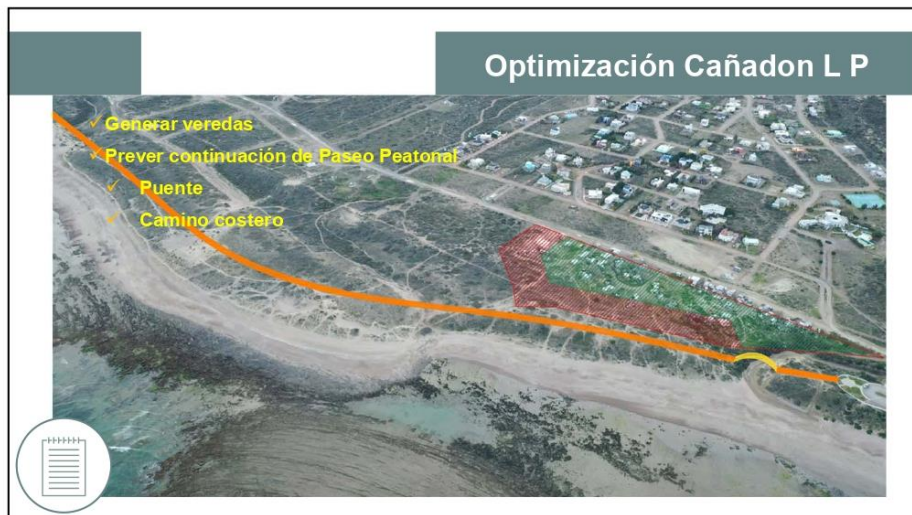 Optimización Cañadon L P
✓Generar veredas
✓Prever continuación de Paseo Peatonal
✓ Puente
✓ Camino costero